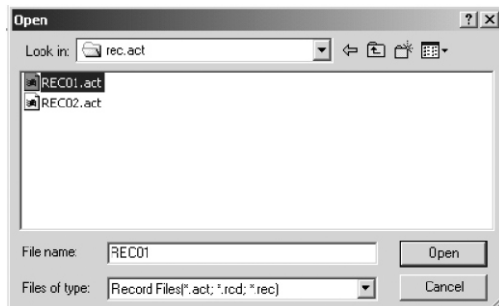 Open
Look in: rec.act
REC01.act
REC02.act
File name: REC01
Open
Files of type: Record Files(*.act; *.rcd; *.rec)
Cancel